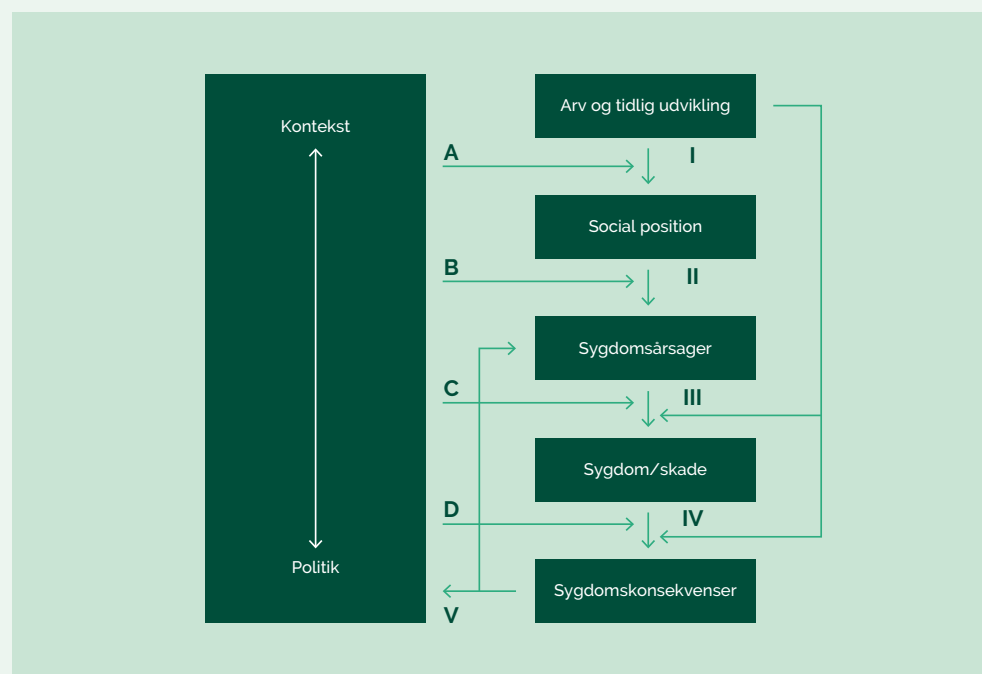 Kontekst
Politik
A
B
C
D
V
Arv og tidlig udvikling
I
Social position
II
Sygdomsårsager
III
Sygdom/skade
IV
Sygdomskonsekvenser